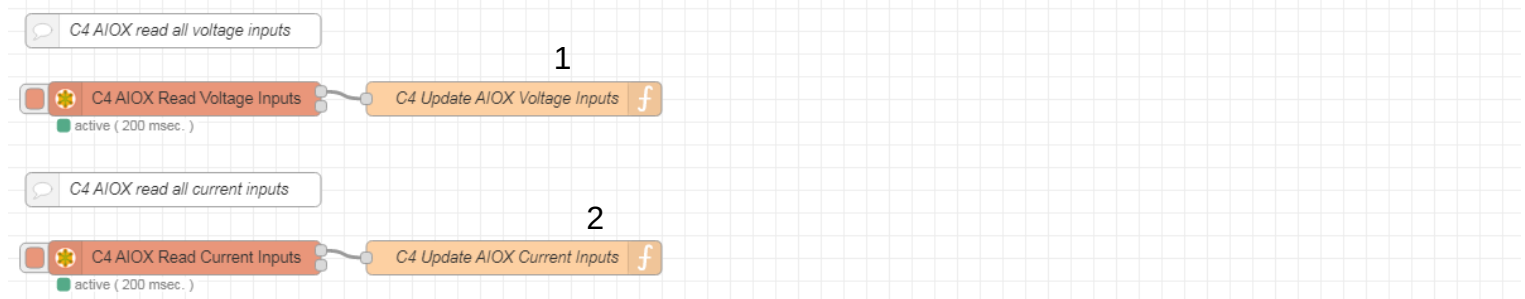 C4 AIOX read all voltage inputs
1
C4 AIOX Read Voltage Inputs
C4 Update AIOX Voltage Inputs
active ( 200 msec. )
C4 AIOX read all current inputs
2
C4 AIOX Read Current Inputs
C4 Update AIOX Current Inputs
active ( 200 msec. )